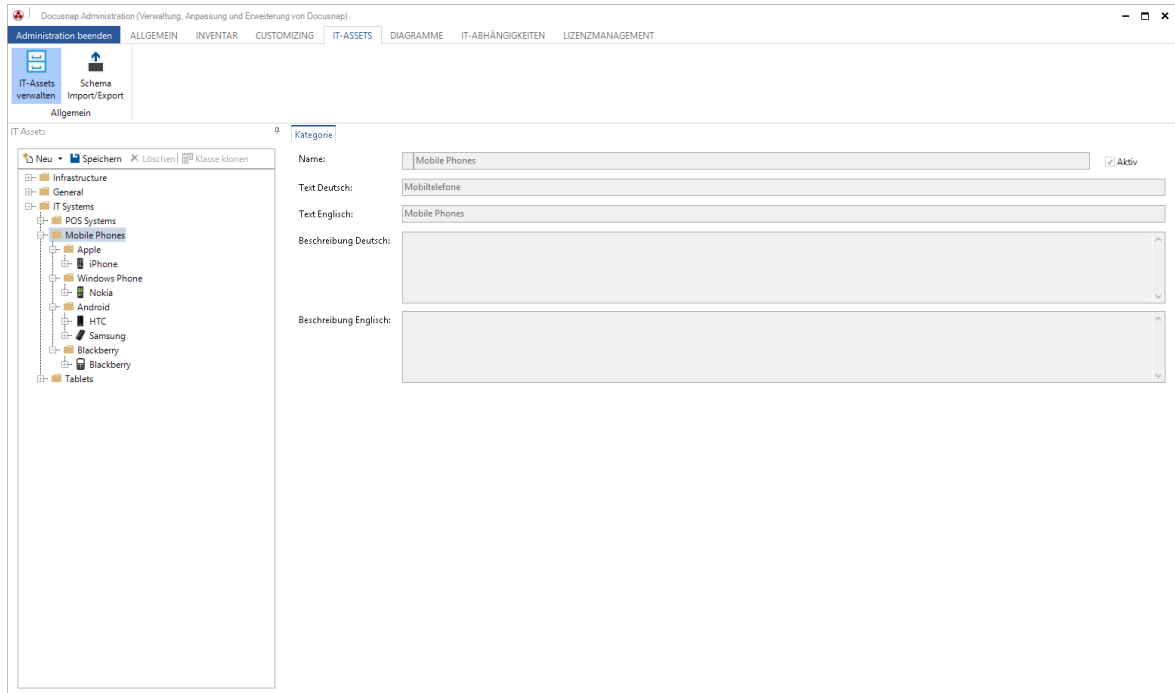 Docusnap Administration (Verwaltung, Anpassung und Erweiterung von Docusnap)
Administration beenden ALLGEMEIN INVENTAR CUSTOMIZING IT-ASSETS DIAGRAMME IT-ABHÄNGIGKEITEN LIZENZMANAGEMENT
IT-Assets verwalten
Schema Import/Export
Allgemein
IT Assets
Neu Speichern Löschen Klasse klonen
Infrastructure
General
IT Systems
POS Systems
Mobile Phones
Apple
iPhone
Windows Phone
Nokia
Android
HTC
Samsung
Blackberry
Blackberry
Tablets
Kategorie
Name: Mobile Phones Aktiv
Text Deutsch: Mobiltelefone
Text Englisch: Mobile Phones
Beschreibung Deutsch:
Beschreibung Englisch: